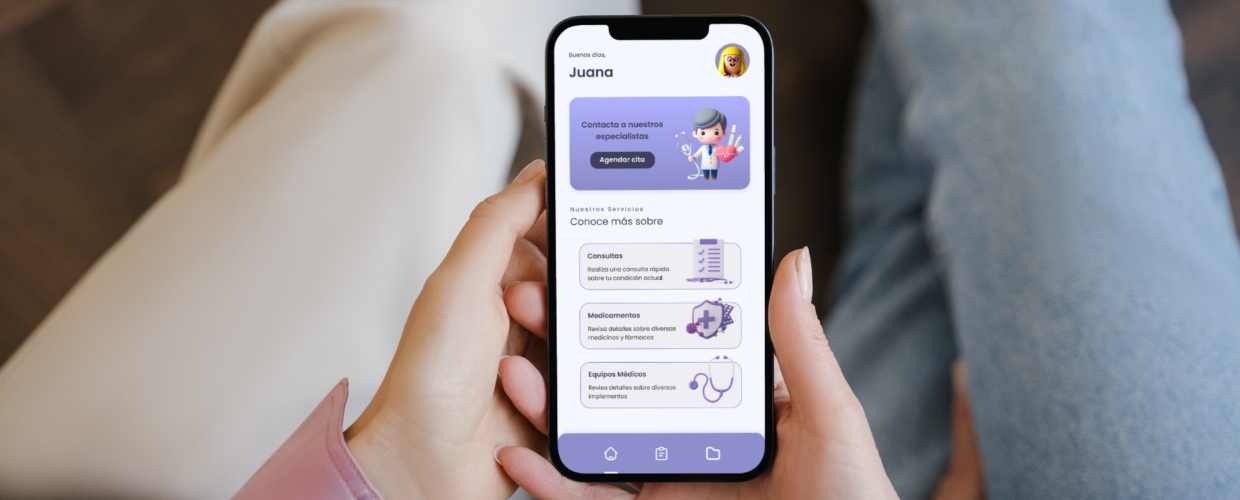 Buenos días,
Juana
Contacta a nuestros
especialistas
Agendar cita
Nuestros Servicios
Conoce más sobre
Consultas
Realiza una consulta rápida
sobre tu condición actual
Medicamentos
Revisa detalles sobre diversas
medicinas y fármacos
Equipos Médicos
Revisa detalles sobre diversos
implementos